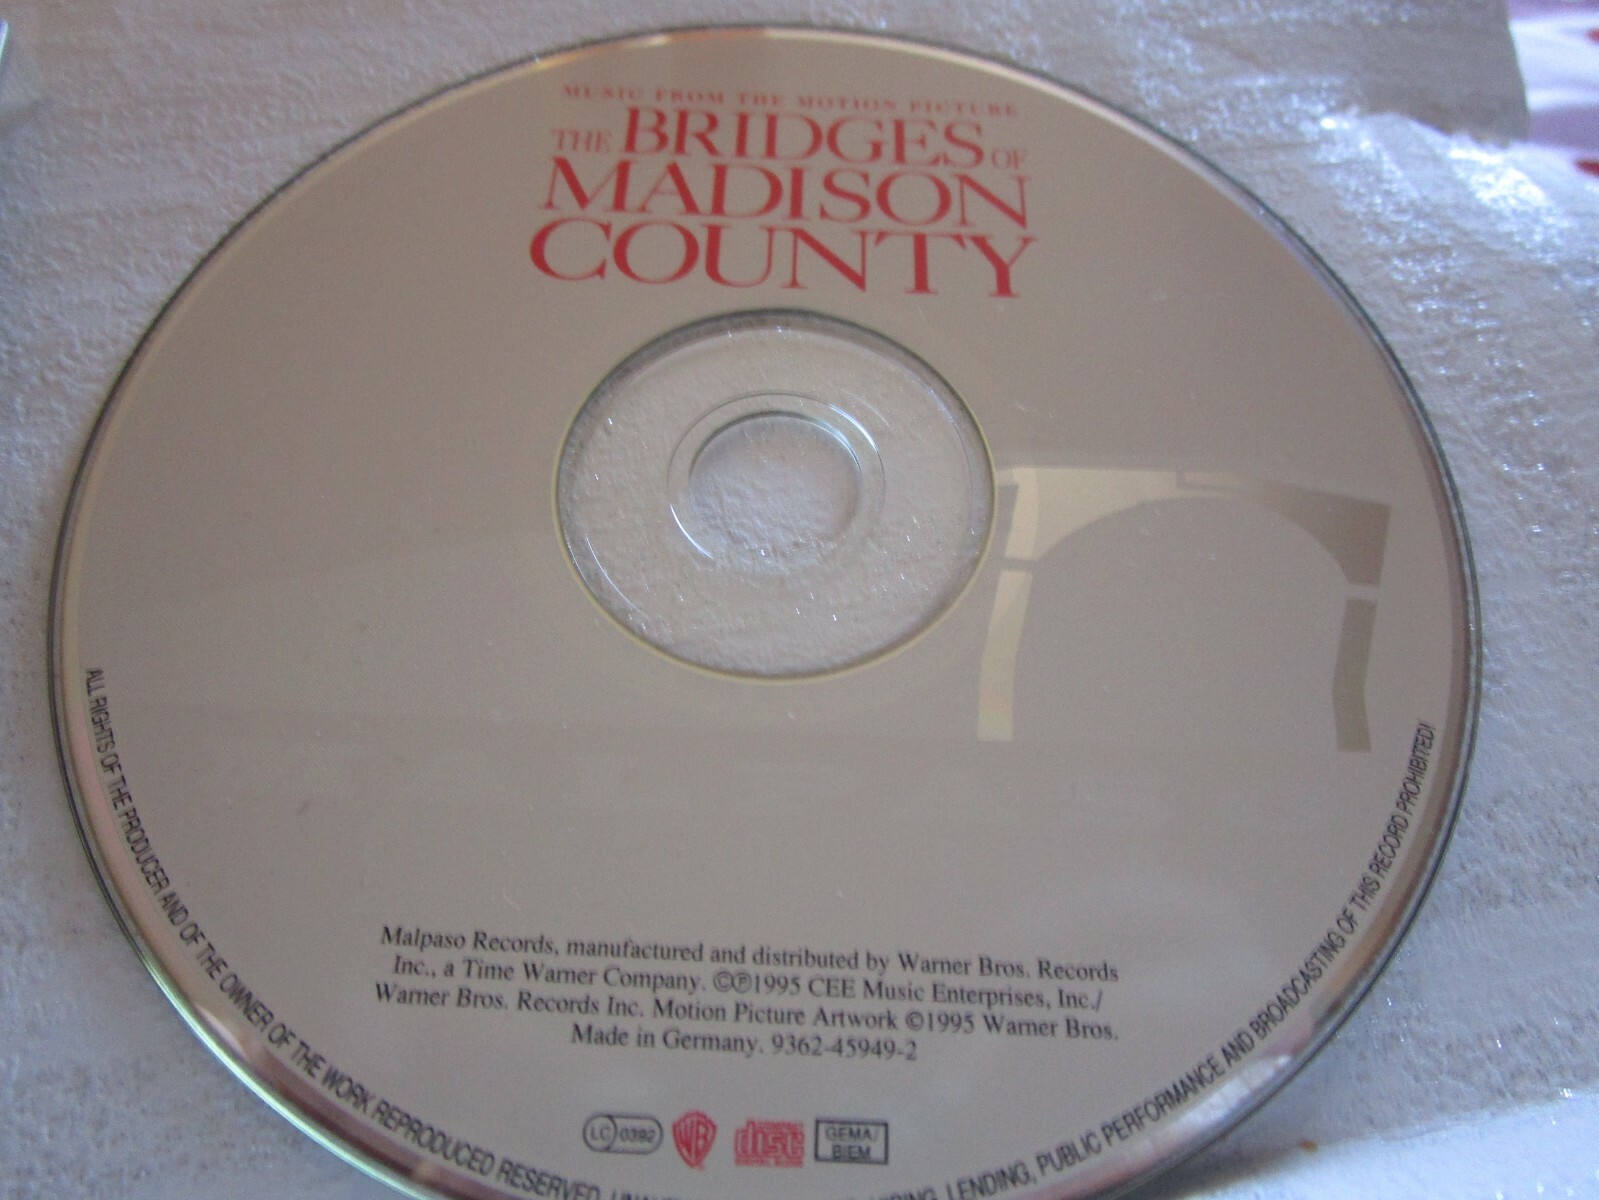 MUSIC FROM THE MOTION PICTURE
THE BRIDGES OF
MADISON
COUNTY
Malpaso Records, manufactured and distributed by Warner Bros. Records
Inc., a Time Warner Company. ©℗1995 CEE Music Enterprises, Inc./
Warner Bros. Records Inc. Motion Picture Artwork ©1995 Warner Bros.
Made in Germany. 9362-45949-2
LC 0392
WB
disc
GEMA/
BIEM
ALL RIGHTS OF THE PRODUCER AND OF THE OWNER OF THE WORK REPRODUCED RESERVED. LENDING, PUBLIC PERFORMANCE AND BROADCASTING OF THIS RECORD PROHIBITED!